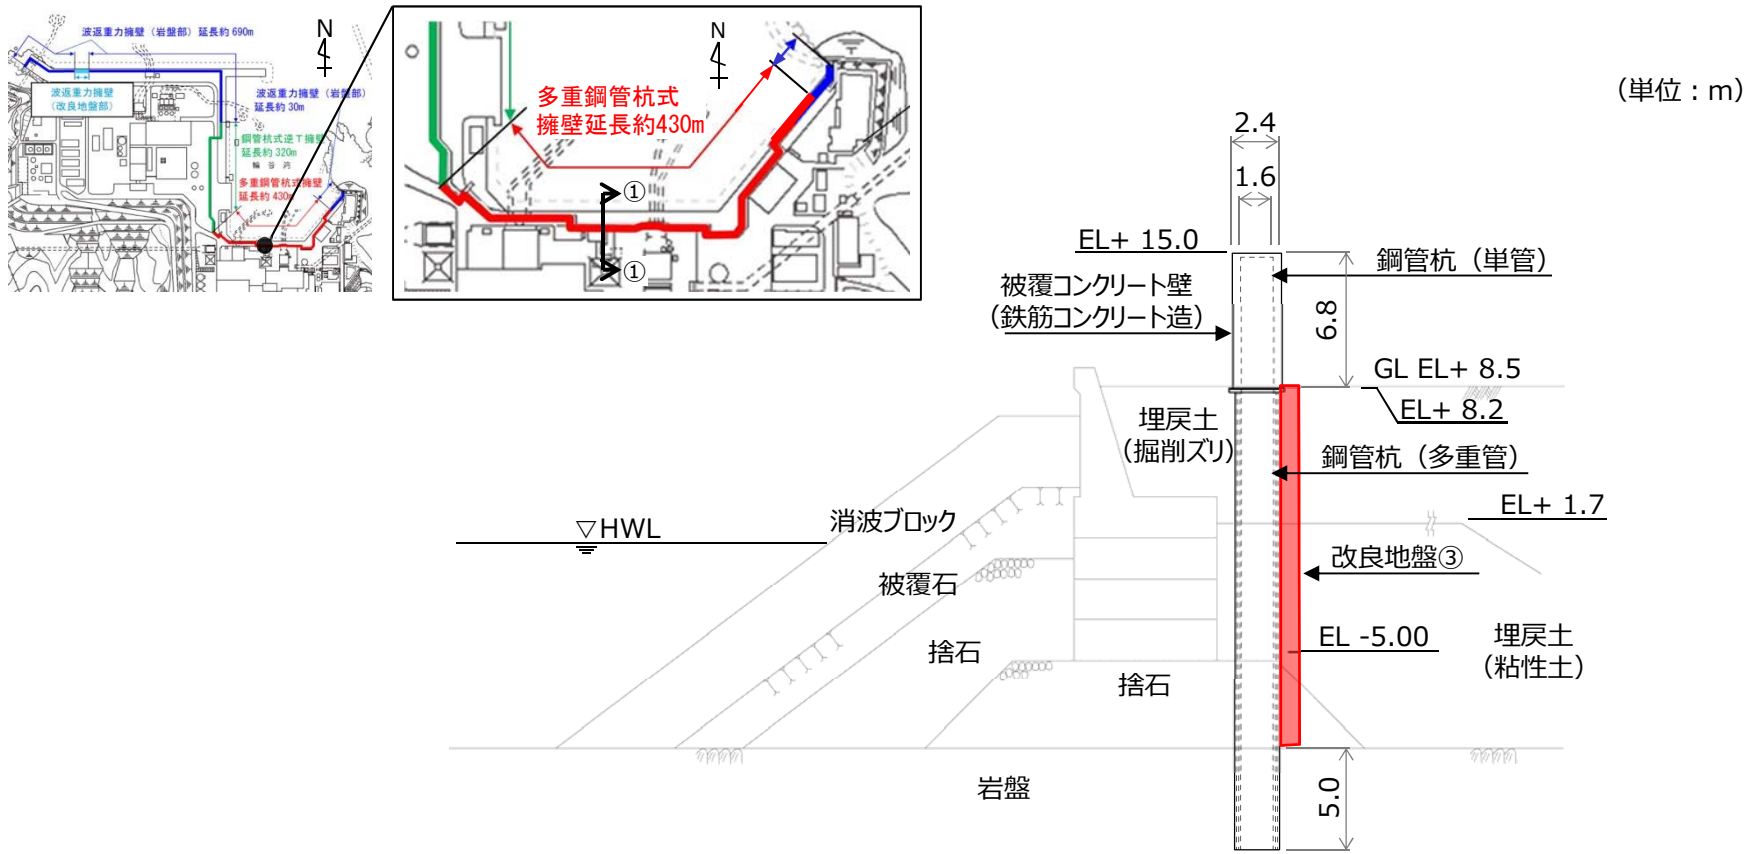 波返重力擁壁（岩盤部）延長約690m
N
波返重力擁壁
（改良地盤部）
波返重力擁壁（岩盤部）
延長約30m
鋼管杭式逆T擁壁
延長約320m
輪谷湾
多重鋼管杭式擁壁
延長約430m
N
多重鋼管杭式
擁壁延長約430m
①
①
（単位：m）
2.4
1.6
EL+ 15.0
鋼管杭（単管）
被覆コンクリート壁
（鉄筋コンクリート造）
6.8
GL EL+ 8.5
EL+ 8.2
埋戻土
（掘削ズリ）
鋼管杭（多重管）
EL+ 1.7
▽HWL
消波ブロック
改良地盤③
被覆石
捨石
EL -5.00
埋戻土
（粘性土）
捨石
岩盤
5.0